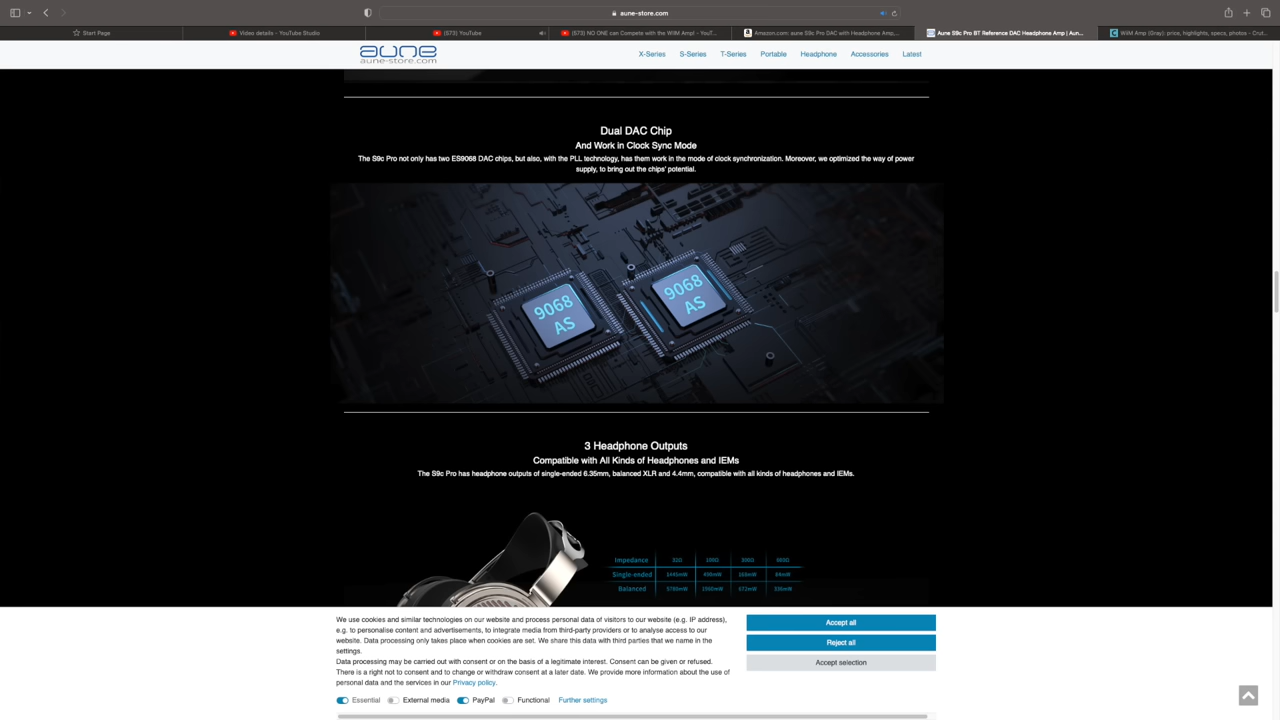 aune-store.com
Start Page
Video details - YouTube Studio
(573) YouTube
(573) NO ONE can Compete with the WiiM Amp! - YouT...
Amazon.com: aune S9c Pro DAC with Headphone Amp,...
Aune S9c Pro BT Reference DAC Headphone Amp | Aun...
WiiM Amp (Gray): price, highlights, specs, photos - Crut...
aune
aune-store.com
X-Series S-Series T-Series Portable Headphone Accessories Latest
Dual DAC Chip
And Work in Clock Sync Mode
The S9c Pro not only has two ES9068 DAC chips, but also, with the PLL technology, has them work in the mode of clock synchronization. Moreover, we optimized the way of power
supply, to bring out the chips' potential.
9068
AS
9068
AS
3 Headphone Outputs
Compatible with All Kinds of Headphones and IEMs
The S9c Pro has headphone outputs of single-ended 6.35mm, balanced XLR and 4.4mm, compatible with all kinds of headphones and IEMs.
Impedance 32Ω
Single-ended
Balanced
We use cookies and similar technologies on our website and process personal data of visitors to our website (e.g. IP address),
e.g. to personalise content and advertisements, to integrate media from third-party providers or to analyse access to our
website. Data processing only takes place when cookies are set. We share this data with third parties that we name in the
settings.
Data processing may be carried out with consent or on the basis of a legitimate interest. Consent can be given or refused.
There is a right not to consent and to change or withdraw consent at a later date. We provide more information about the use of
personal data and the services in our Privacy policy.
Essential External media PayPal Functional Further settings
Accept all
Reject all
Accept selection